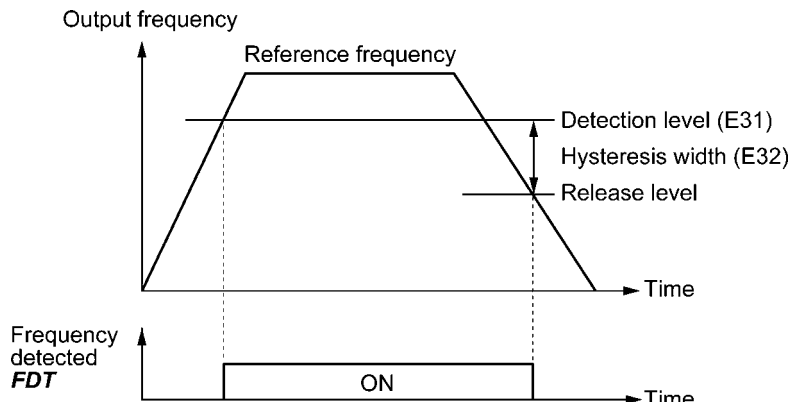 Output frequency
Reference frequency
Detection level (E31)
Hysteresis width (E32)
Release level
Time
Frequency
detected
FDT
ON
Time